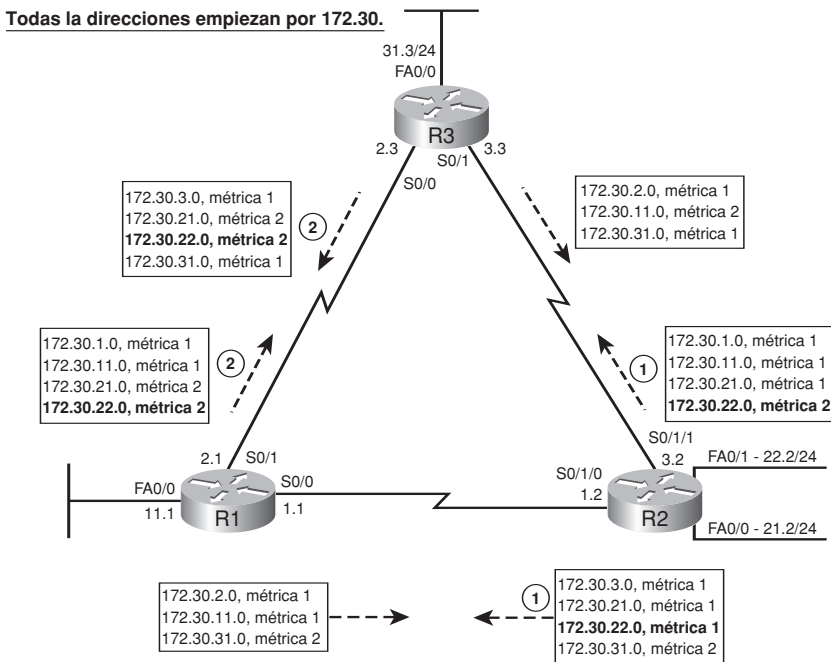 Todas la direcciones empiezan por 172.30.
31.3/24
FA0/0
R3
2.3
S0/1
3.3
S0/0
172.30.3.0, métrica 1
172.30.21.0, métrica 2
172.30.22.0, métrica 2
172.30.31.0, métrica 1
2
172.30.2.0, métrica 1
172.30.11.0, métrica 2
172.30.31.0, métrica 1
172.30.1.0, métrica 1
172.30.11.0, métrica 1
172.30.21.0, métrica 2
172.30.22.0, métrica 2
2
1
172.30.1.0, métrica 1
172.30.11.0, métrica 1
172.30.21.0, métrica 1
172.30.22.0, métrica 2
2.1
S0/1
FA0/0
11.1
R1
S0/0
1.1
S0/1/0
1.2
S0/1/1
3.2
R2
FA0/1 - 22.2/24
FA0/0 - 21.2/24
172.30.2.0, métrica 1
172.30.11.0, métrica 1
172.30.31.0, métrica 2
1
172.30.3.0, métrica 1
172.30.21.0, métrica 1
172.30.22.0, métrica 1
172.30.31.0, métrica 2